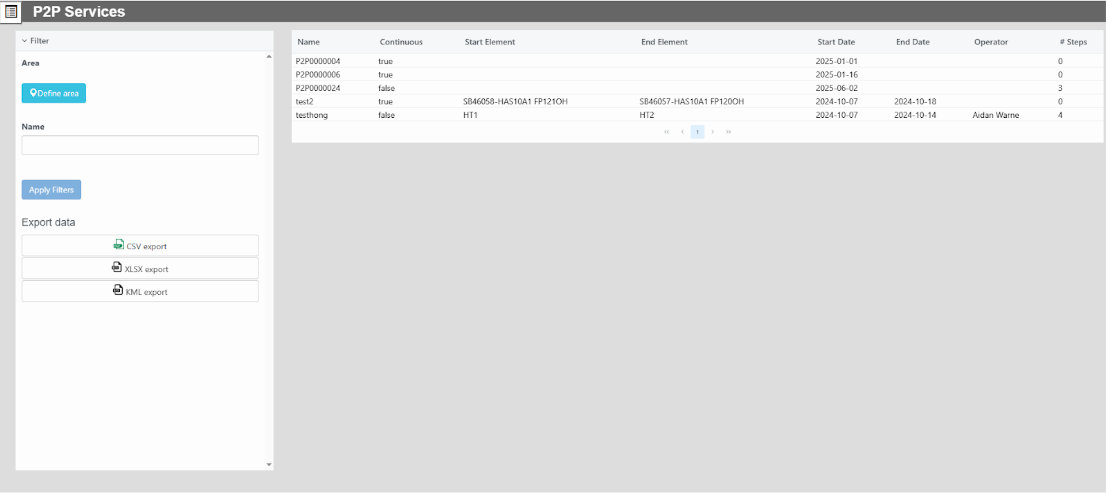 P2P Services
Filter
Area
Define area
Name
Apply Filters
Export data
CSV export
XLSX export
KML export
Name Continuous Start Element End Element Start Date End Date Operator # Steps
P2P0000004 true 2025-01-01 0
P2P0000006 true 2025-01-16 0
P2P0000024 false 2025-06-02 3
test2 true SB46058-HAS10A1 FP121OH SB46057-HAS10A1 FP120OH 2024-10-07 2024-10-18 0
testhong false HT1 HT2 2024-10-07 2024-10-14 Aidan Warne 4
« ‹ 1 › »